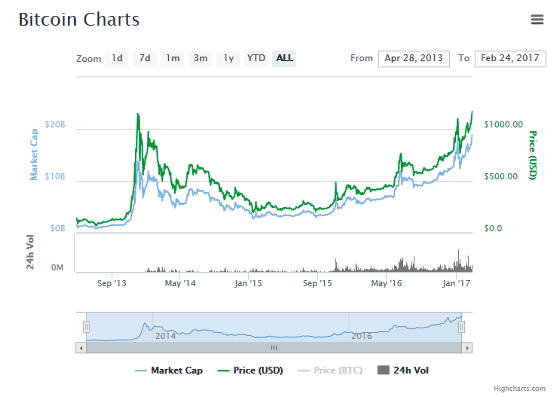 Bitcoin Charts
Zoom 1d 7d 1m 3m 1y YTD ALL From Apr 28, 2013 To Feb 24, 2017
$20B $1000.00
Market Cap Price (USD)
$10B $500.00
$0B $0.0
24h Vol
0M
Sep '13 May '14 Jan '15 Sep '15 May '16 Jan '17
2014 2016
Market Cap Price (USD) Price (BTC) 24h Vol
Highcharts.com